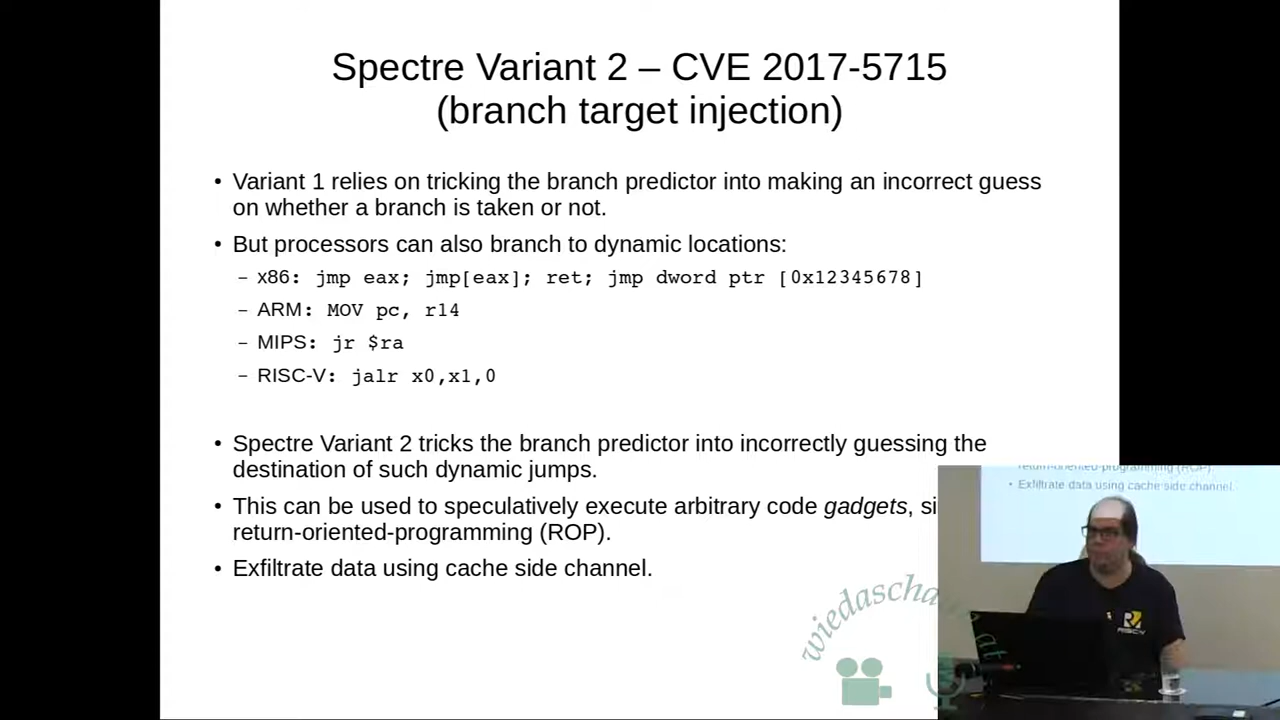 Spectre Variant 2 – CVE 2017-5715
(branch target injection)
• Variant 1 relies on tricking the branch predictor into making an incorrect guess
on whether a branch is taken or not.
• But processors can also branch to dynamic locations:
– x86: jmp eax; jmp[eax]; ret; jmp dword ptr [0x12345678]
– ARM: MOV pc, r14
– MIPS: jr $ra
– RISC-V: jalr x0,x1,0
• Spectre Variant 2 tricks the branch predictor into incorrectly guessing the
destination of such dynamic jumps.
• This can be used to speculatively execute arbitrary code gadgets, si
return-oriented-programming (ROP).
• Exfiltrate data using cache side channel.
return-oriented-programming (ROP).
• Exfiltrate data using cache side channel.
RISC-V